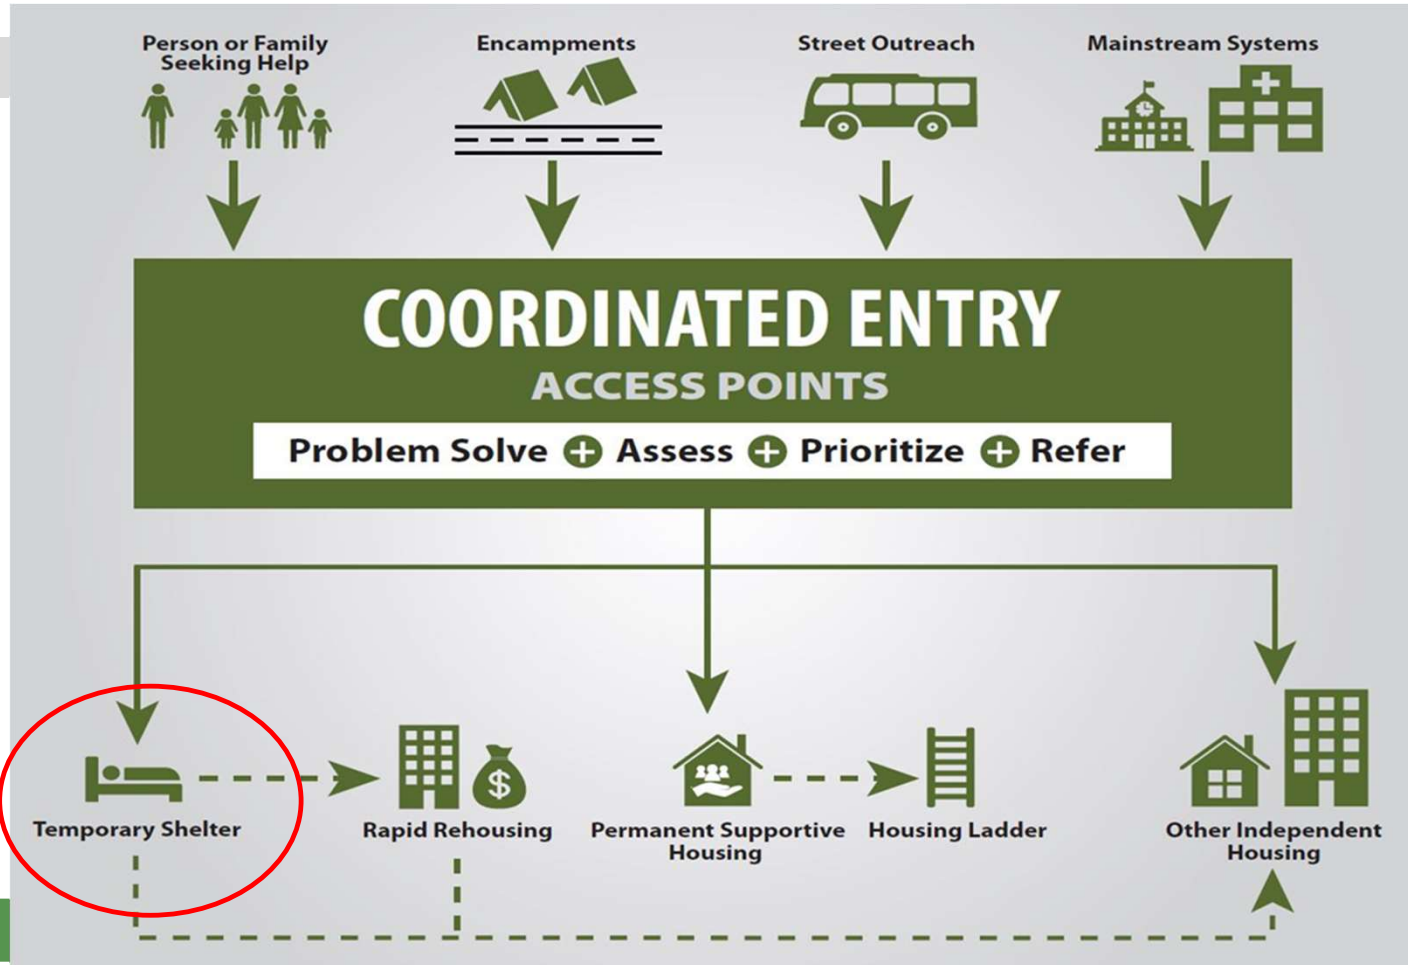 Person or Family
Seeking Help
Encampments
Street Outreach
Mainstream Systems
COORDINATED ENTRY
ACCESS POINTS
Problem Solve + Assess + Prioritize + Refer
$
Temporary Shelter
Rapid Rehousing
Permanent Supportive
Housing
Housing Ladder
Other Independent
Housing